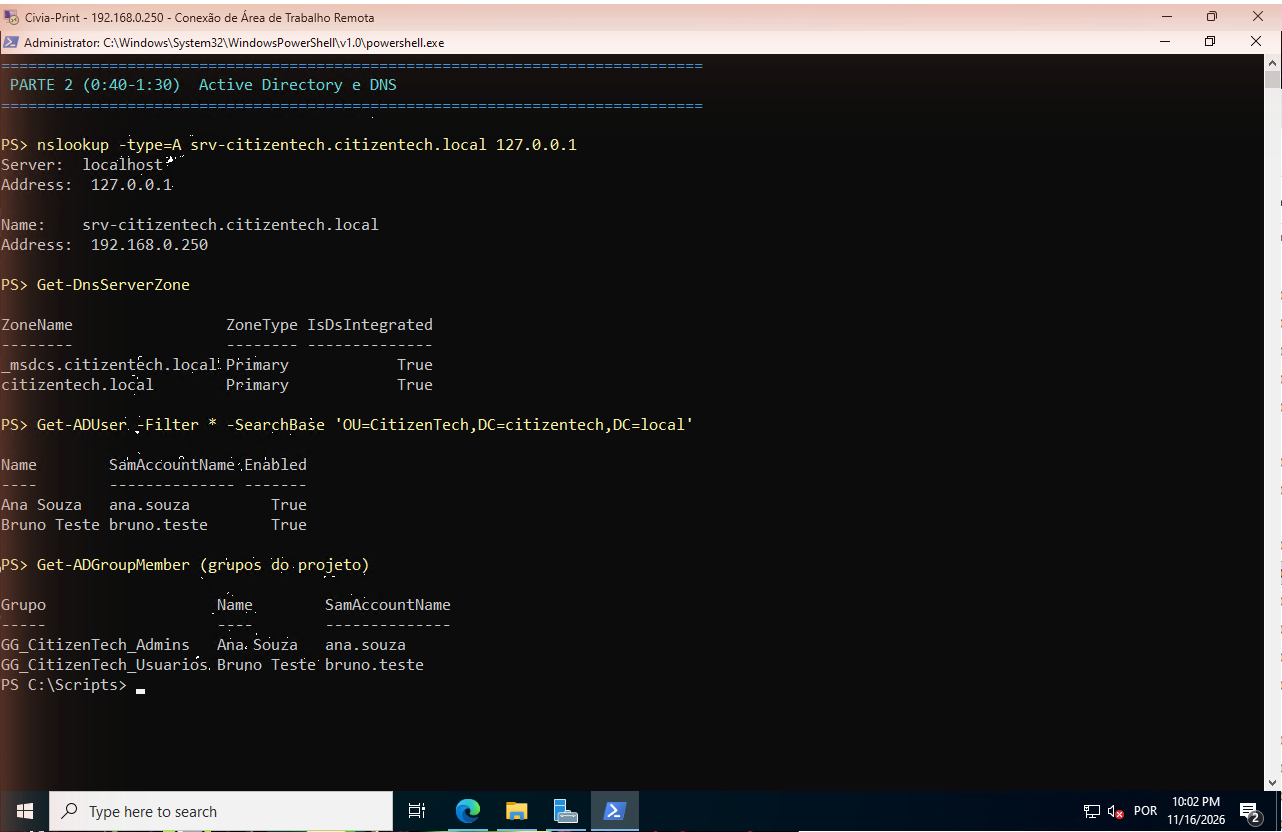 Civia-Print - 192.168.0.250 - Conexão de Área de Trabalho Remota
Administrator: C:\Windows\System32\WindowsPowerShell\v1.0\powershell.exe
==============================================================================
PARTE 2 (0:40-1:30)  Active Directory e DNS
==============================================================================
PS> nslookup -type=A srv-citizentech.citizentech.local 127.0.0.1
Server:  localhost
Address:  127.0.0.1
Name:    srv-citizentech.citizentech.local
Address:  192.168.0.250
PS> Get-DnsServerZone
ZoneName                 ZoneType IsDsIntegrated
--------                 -------- --------------
_msdcs.citizentech.local Primary            True
citizentech.local        Primary            True
PS> Get-ADUser -Filter * -SearchBase 'OU=CitizenTech,DC=citizentech,DC=local'
Name        SamAccountName Enabled
----        -------------- -------
Ana Souza   ana.souza         True
Bruno Teste bruno.teste       True
PS> Get-ADGroupMember (grupos do projeto)
Grupo                   Name        SamAccountName
-----                   ----        --------------
GG_CitizenTech_Admins   Ana Souza   ana.souza
GG_CitizenTech_Usuarios Bruno Teste bruno.teste
PS C:\Scripts>
Type here to search
POR
10:02 PM
11/16/2026
2